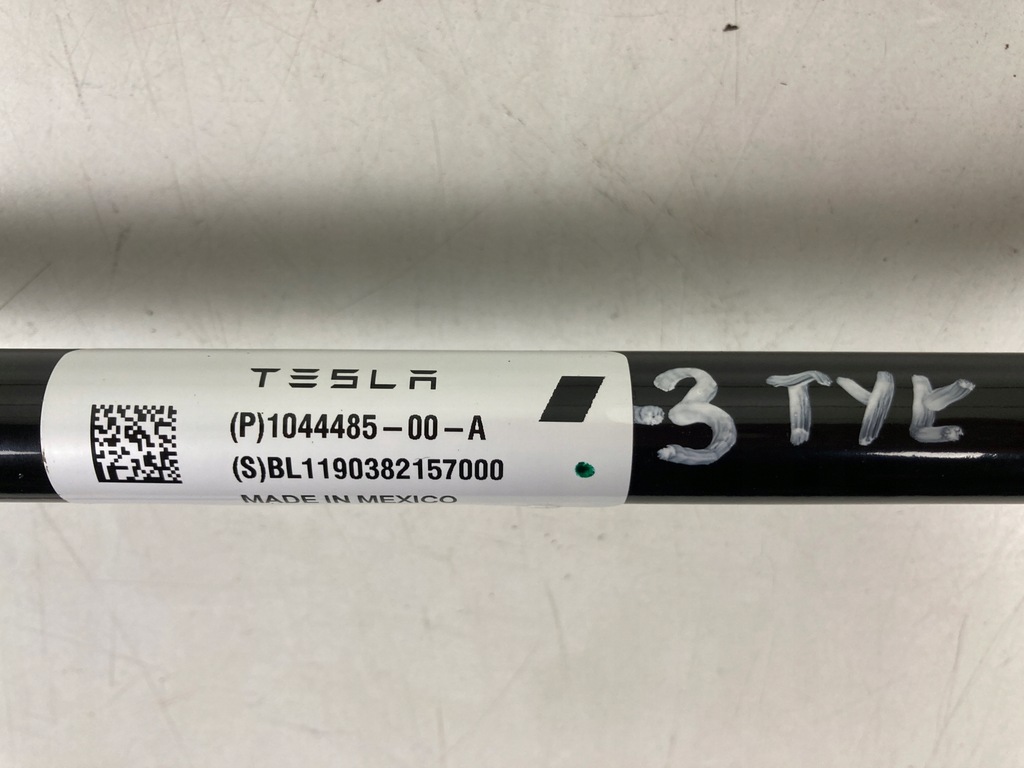 TESLA
(P)1044485-00-A
(S)BL1190382157000
MADE IN MEXICO
3 TYŁ